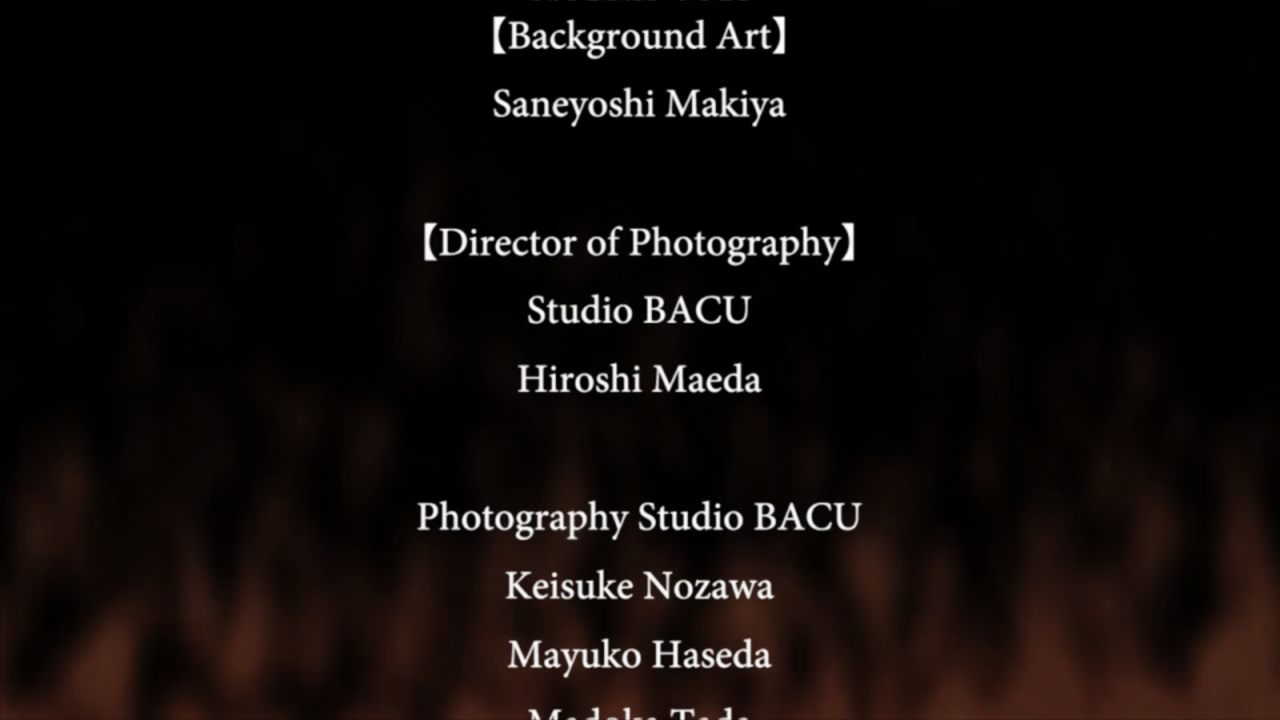 【Background Art】
Saneyoshi Makiya
【Director of Photography】
Studio BACU
Hiroshi Maeda
Photography Studio BACU
Keisuke Nozawa
Mayuko Haseda